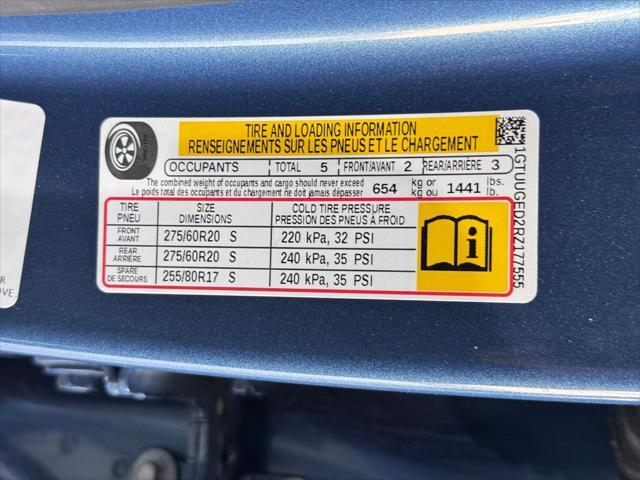 TIRE AND LOADING INFORMATION
RENSEIGNEMENTS SUR LES PNEUS ET LE CHARGEMENT
OCCUPANTS TOTAL 5 FRONT/AVANT 2 REAR/ARRIÈRE 3
The combined weight of occupants and cargo should never exceed 654 kg or 1441 lbs.
Le poids total des occupants et du chargement ne doit jamais dépasser kg ou lb.
TIRE PNEU
SIZE DIMENSIONS
COLD TIRE PRESSURE
PRESSION DES PNEUS À FROID
FRONT AVANT 275/60R20 S 220 kPa, 32 PSI
REAR ARRIÈRE 275/60R20 S 240 kPa, 35 PSI
SPARE DE SECOURS 255/80R17 S 240 kPa, 35 PSI
1GTUUGED2RZ177555
R
OVE